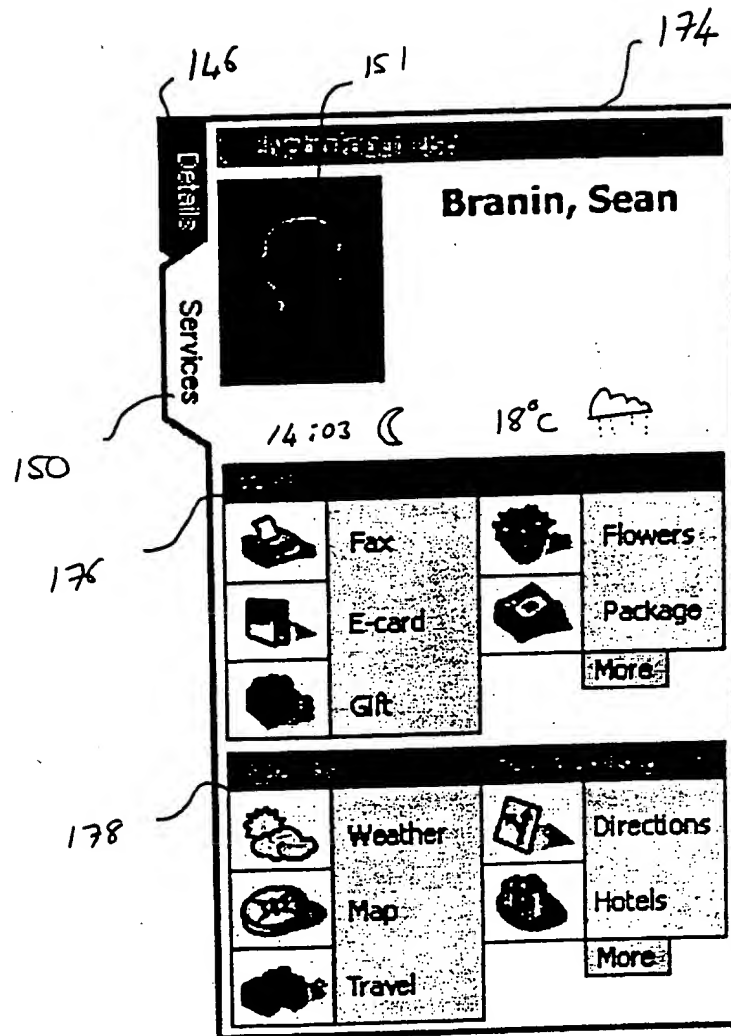 146 151 174
Details
Branin, Sean
Services
14:03 18°C
150
176
Fax Flowers
E-card Package
More
Gift
178
Weather Directions
Map Hotels
More
Travel